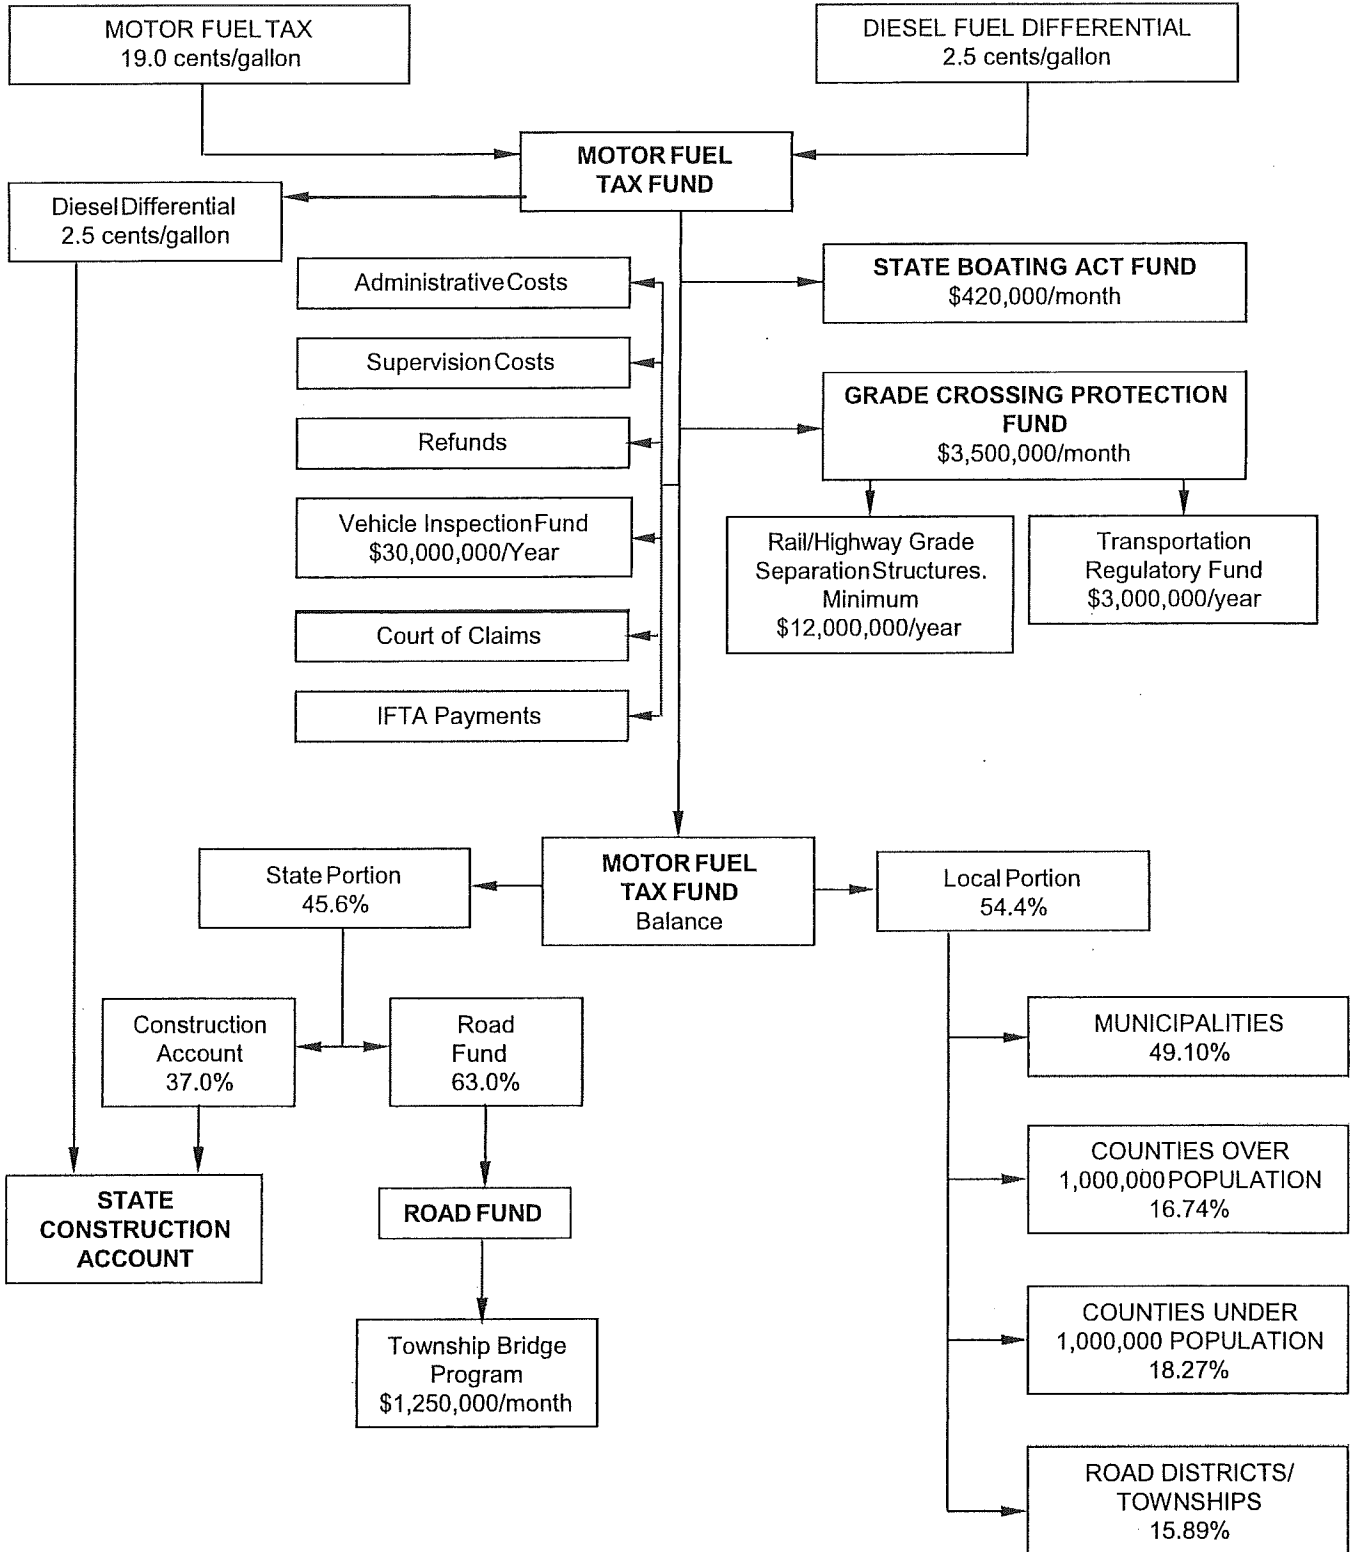 MOTOR FUEL TAX
19.0 cents/gallon
DIESEL FUEL DIFFERENTIAL
2.5 cents/gallon
MOTOR FUEL
TAX FUND
Diesel Differential
2.5 cents/gallon
Administrative Costs
STATE BOATING ACT FUND
$420,000/month
Supervision Costs
GRADE CROSSING PROTECTION
FUND
$3,500,000/month
Refunds
Vehicle Inspection Fund
$30,000,000/Year
Rail/Highway Grade
Separation Structures.
Minimum
$12,000,000/year
Transportation
Regulatory Fund
$3,000,000/year
Court of Claims
IFTA Payments
MOTOR FUEL
TAX FUND
Balance
State Portion
45.6%
Local Portion
54.4%
Construction
Account
37.0%
Road
Fund
63.0%
MUNICIPALITIES
49.10%
COUNTIES OVER
1,000,000 POPULATION
16.74%
STATE
CONSTRUCTION
ACCOUNT
ROAD FUND
COUNTIES UNDER
1,000,000 POPULATION
18.27%
Township Bridge
Program
$1,250,000/month
ROAD DISTRICTS/
TOWNSHIPS
15.89%